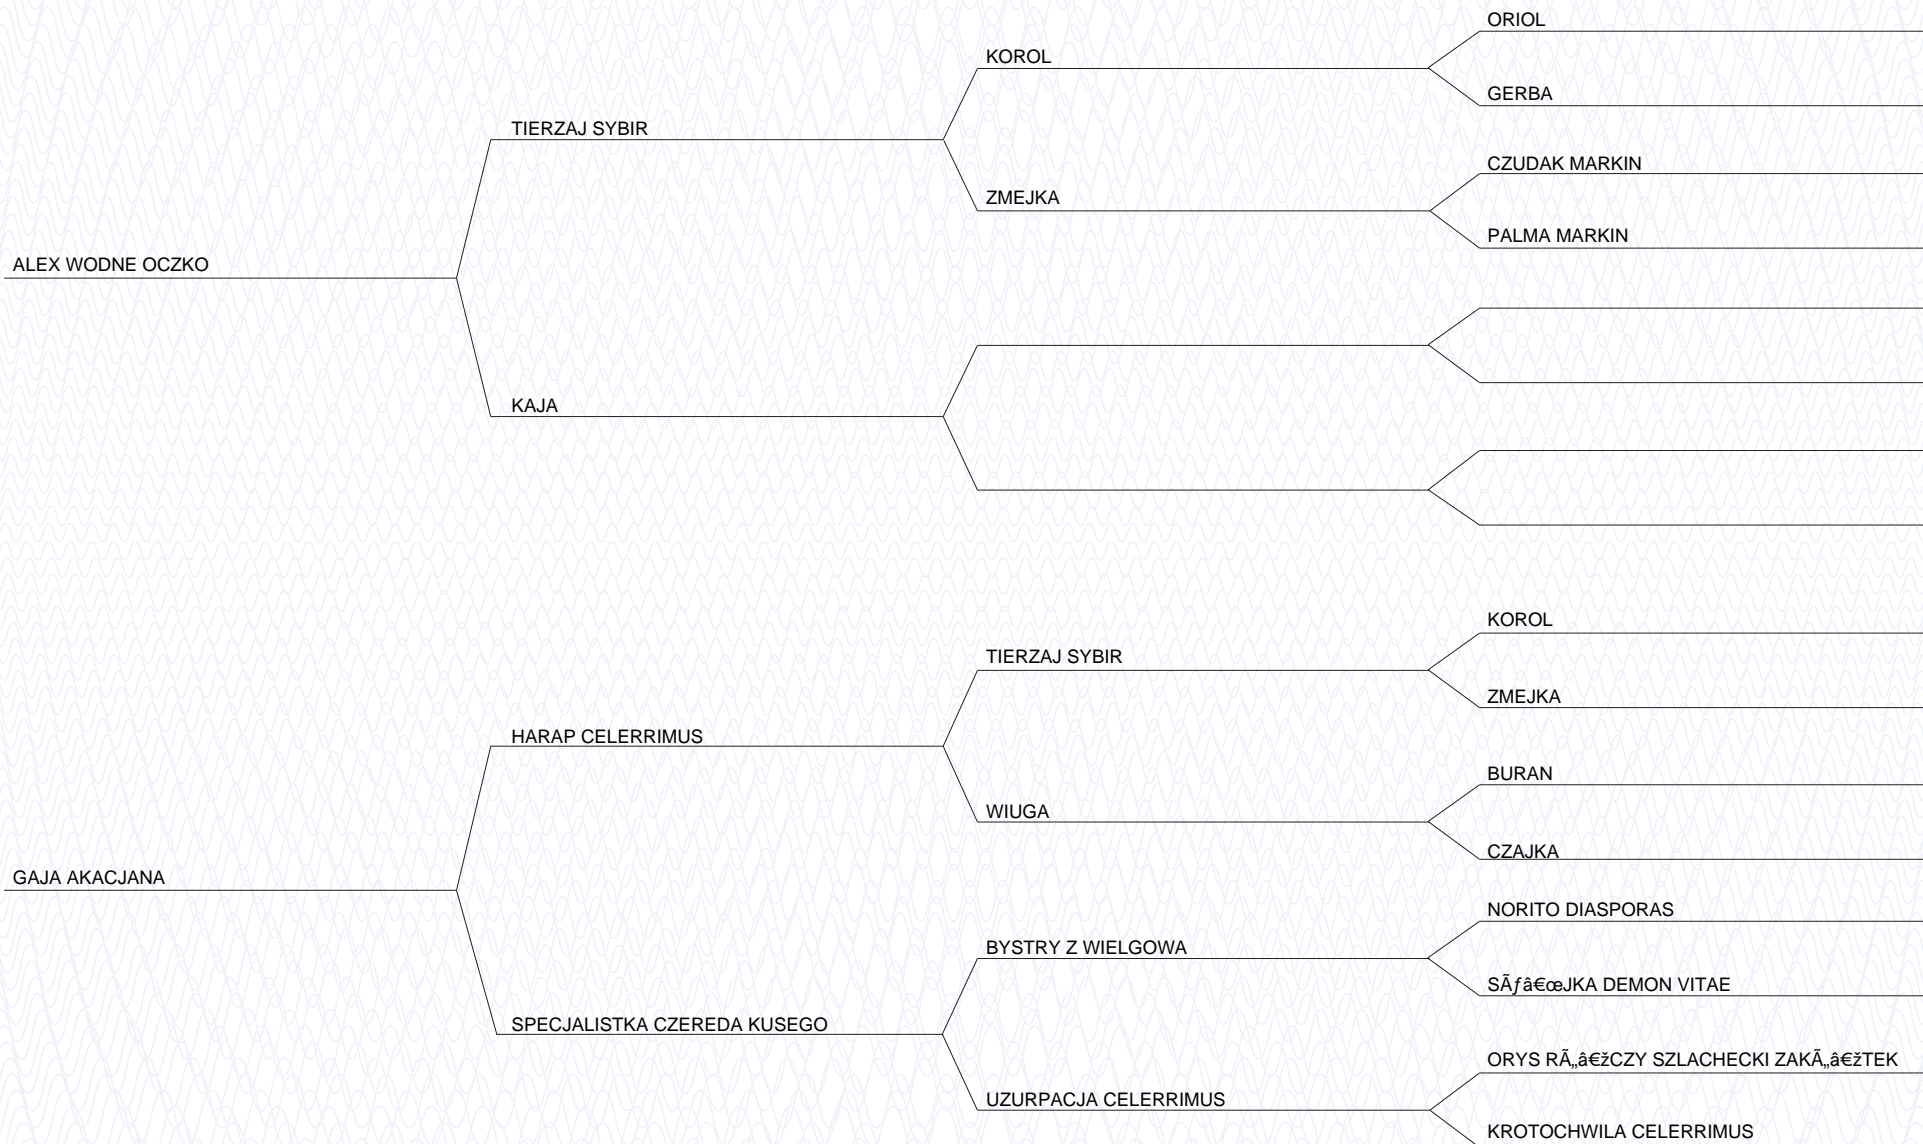 ORIOL
KOROL
GERBA
TIERZAJ SYBIR
CZUDAK MARKIN
ZMEJKA
PALMA MARKIN
ALEX WODNE OCZKO
KAJA
KOROL
TIERZAJ SYBIR
ZMEJKA
HARAP CELERRIMUS
BURAN
WIUGA
CZAJKA
GAJA AKACJANA
NORITO DIASPORAS
BYSTRY Z WIELGOWA
SÃƒâ€œJKA DEMON VITAE
SPECJALISTKA CZEREDA KUSEGO
ORYS RÃ„â€žCZY SZLACHECKI ZAKÃ„â€žTEK
UZURPACJA CELERRIMUS
KROTOCHWILA CELERRIMUS